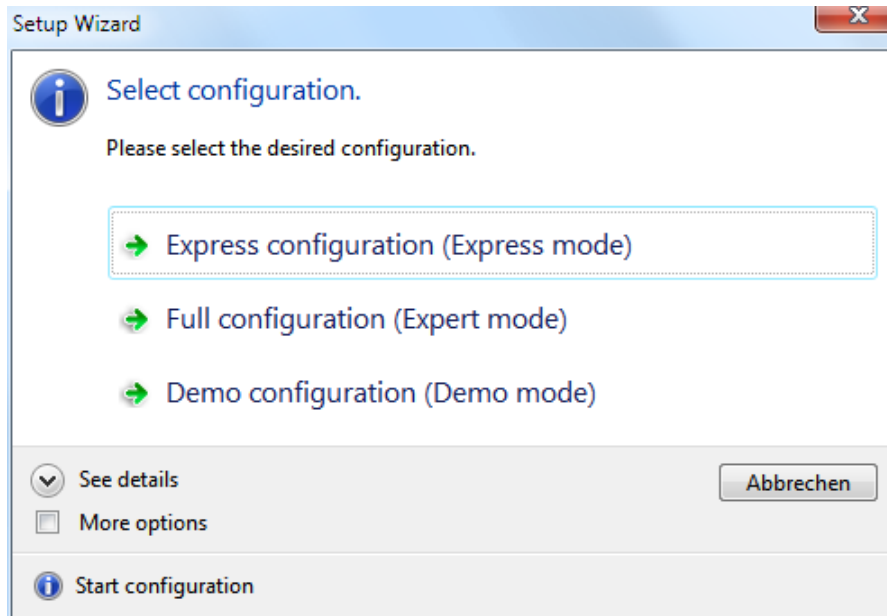 Setup Wizard
Select configuration.
Please select the desired configuration.
Express configuration (Express mode)
Full configuration (Expert mode)
Demo configuration (Demo mode)
See details
Abbrechen
More options
Start configuration